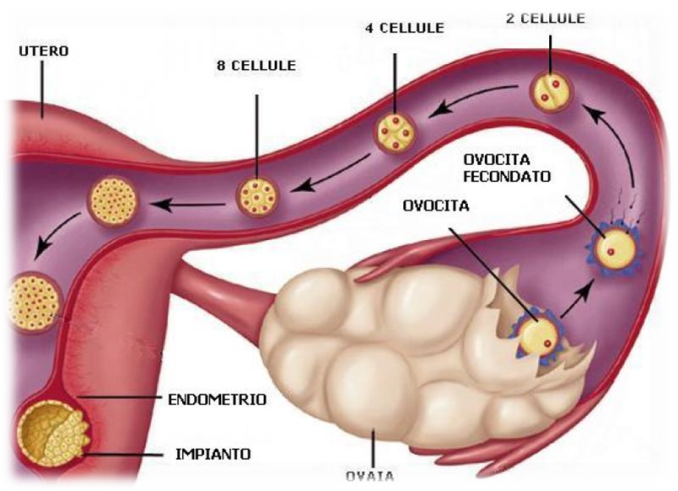 2 CELLULE
4 CELLULE
UTERO
8 CELLULE
OVOCITA
FECONDATO
OVOCITA
ENDOMETRIO
IMPIANTO
OVAIA